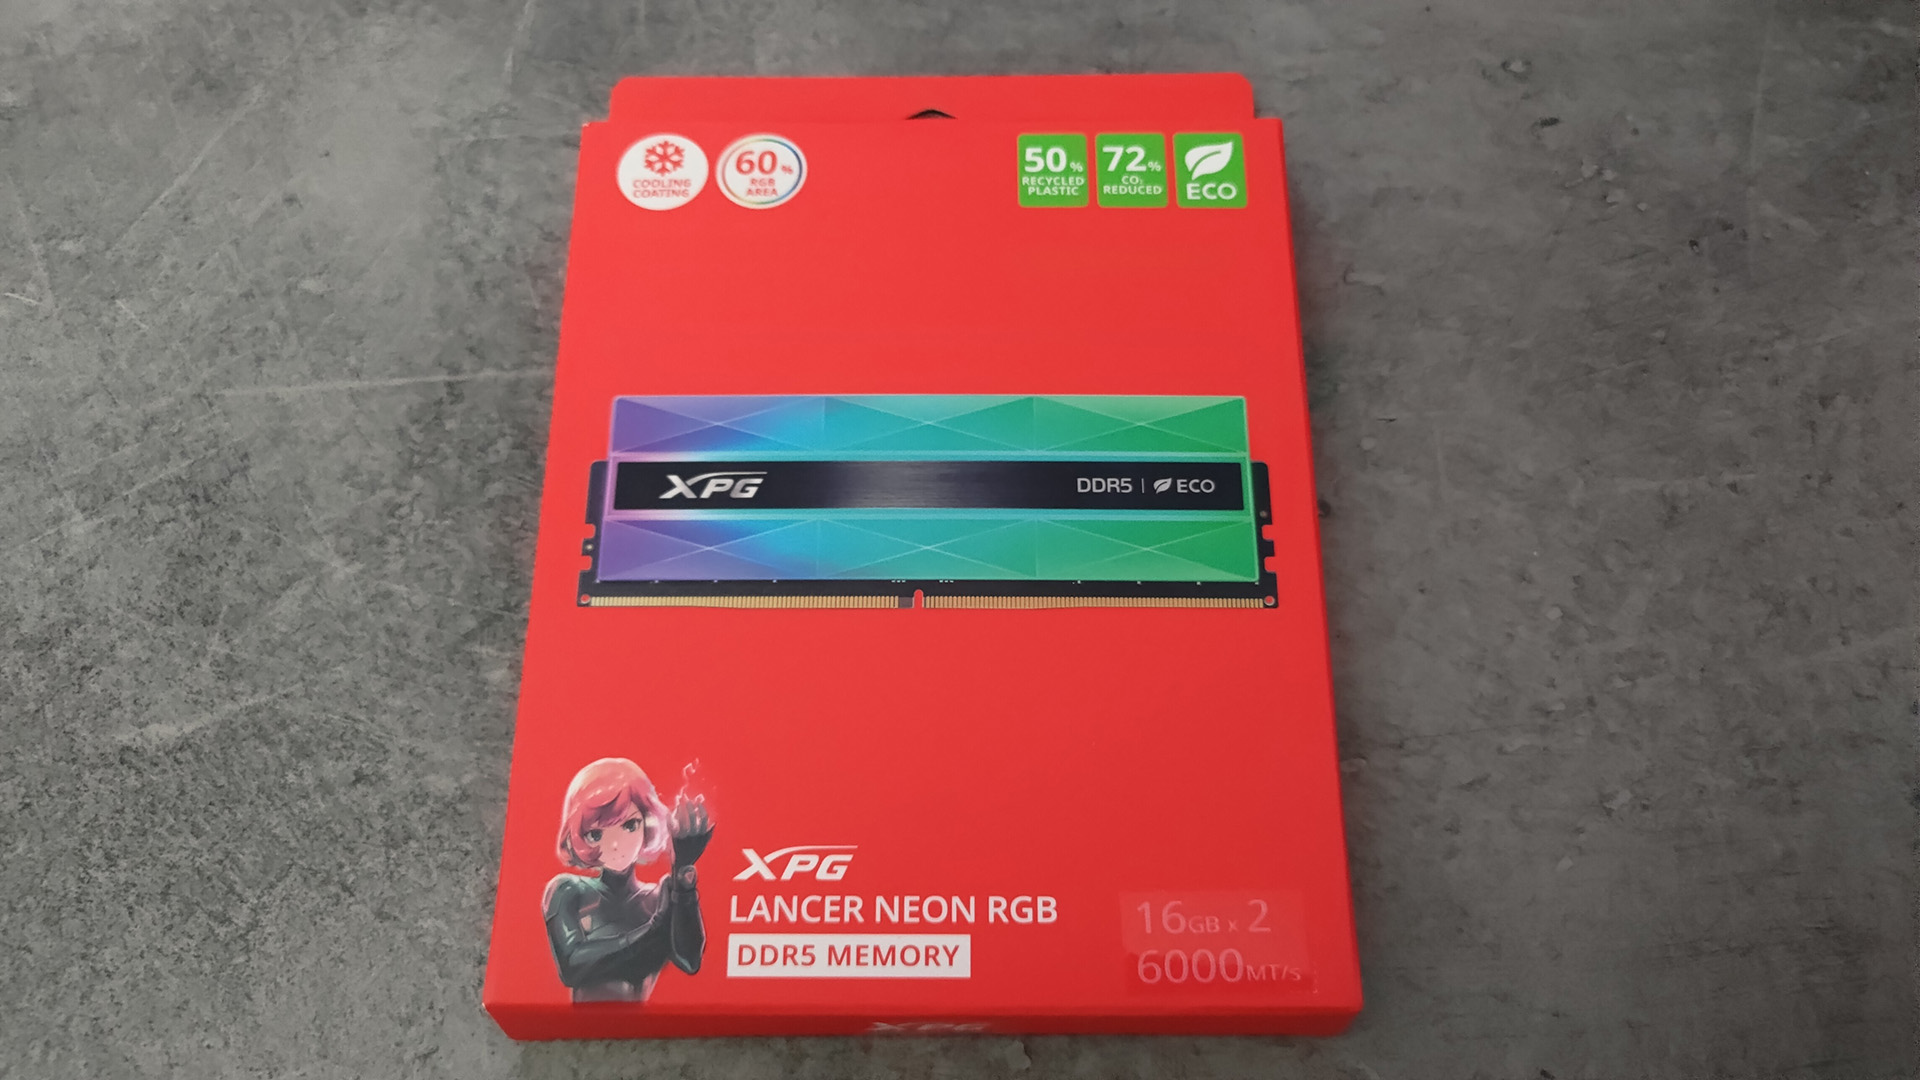 COOLING
COATING
60%
RGB
AREA
50%
RECYCLED
PLASTIC
72%
CO₂
REDUCED
ECO
XPG
DDR5 | ECO
XPG
LANCER NEON RGB
DDR5 MEMORY
16GB x 2
6000MT/s
XPG